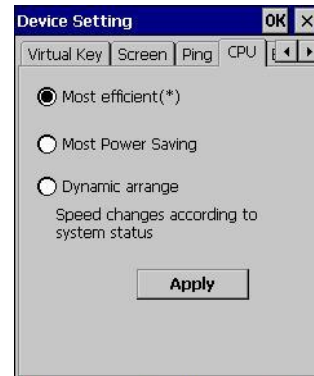 Device Setting OK ×
Virtual Key Screen Ping CPU
Most efficient(*)
Most Power Saving
Dynamic arrange
Speed changes according to
system status
Apply